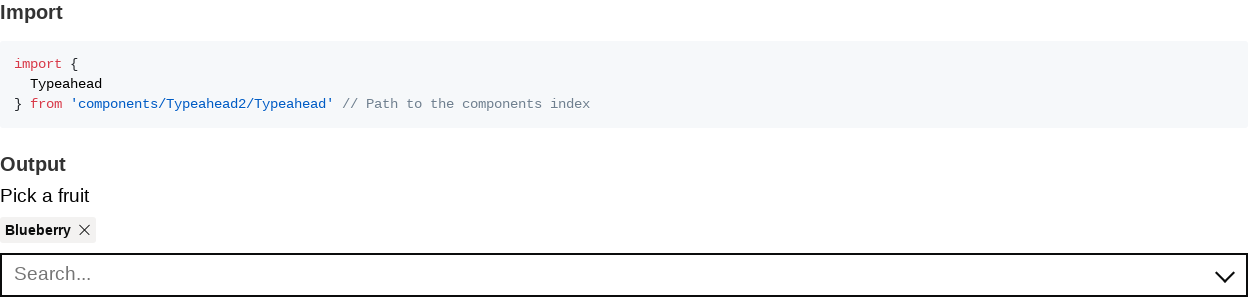 Import
import {
  Typeahead
} from 'components/Typeahead2/Typeahead' // Path to the components index
Output
Pick a fruit
Blueberry
Search...